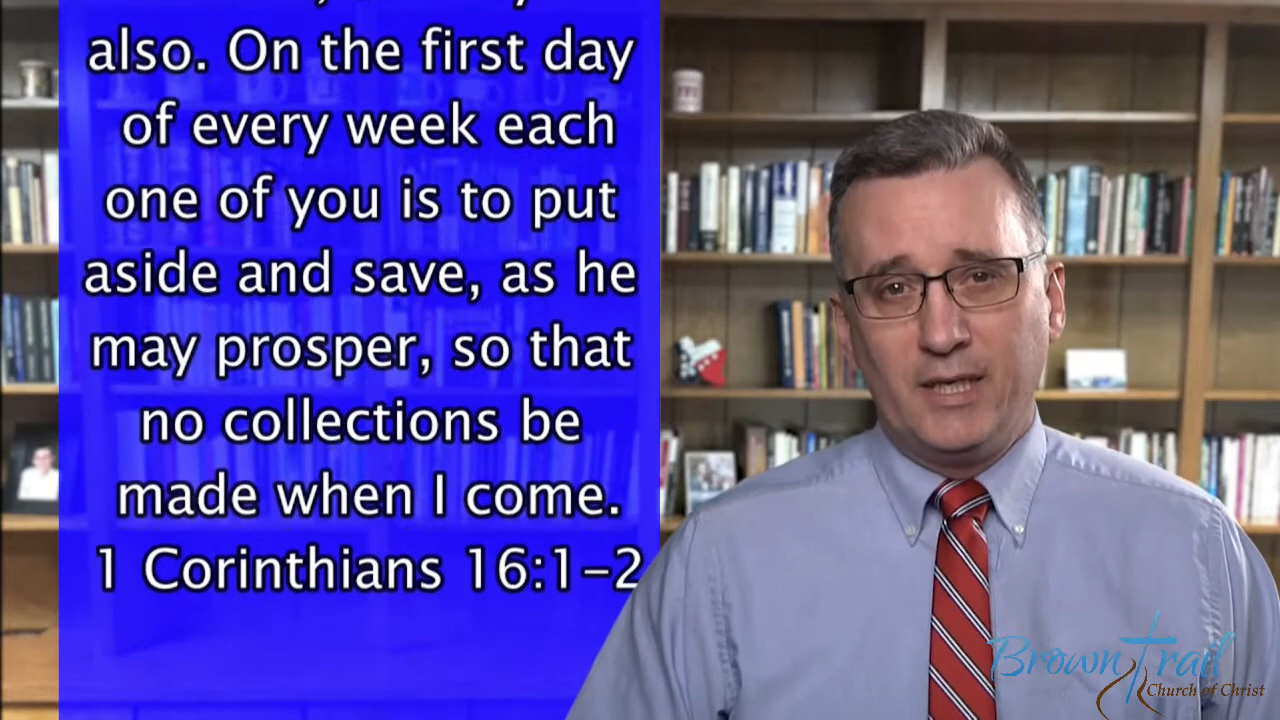 also. On the first day
of every week each
one of you is to put
aside and save, as he
may prosper, so that
no collections be
made when I come.
1 Corinthians 16:1-2
Brown Trail
Church of Christ